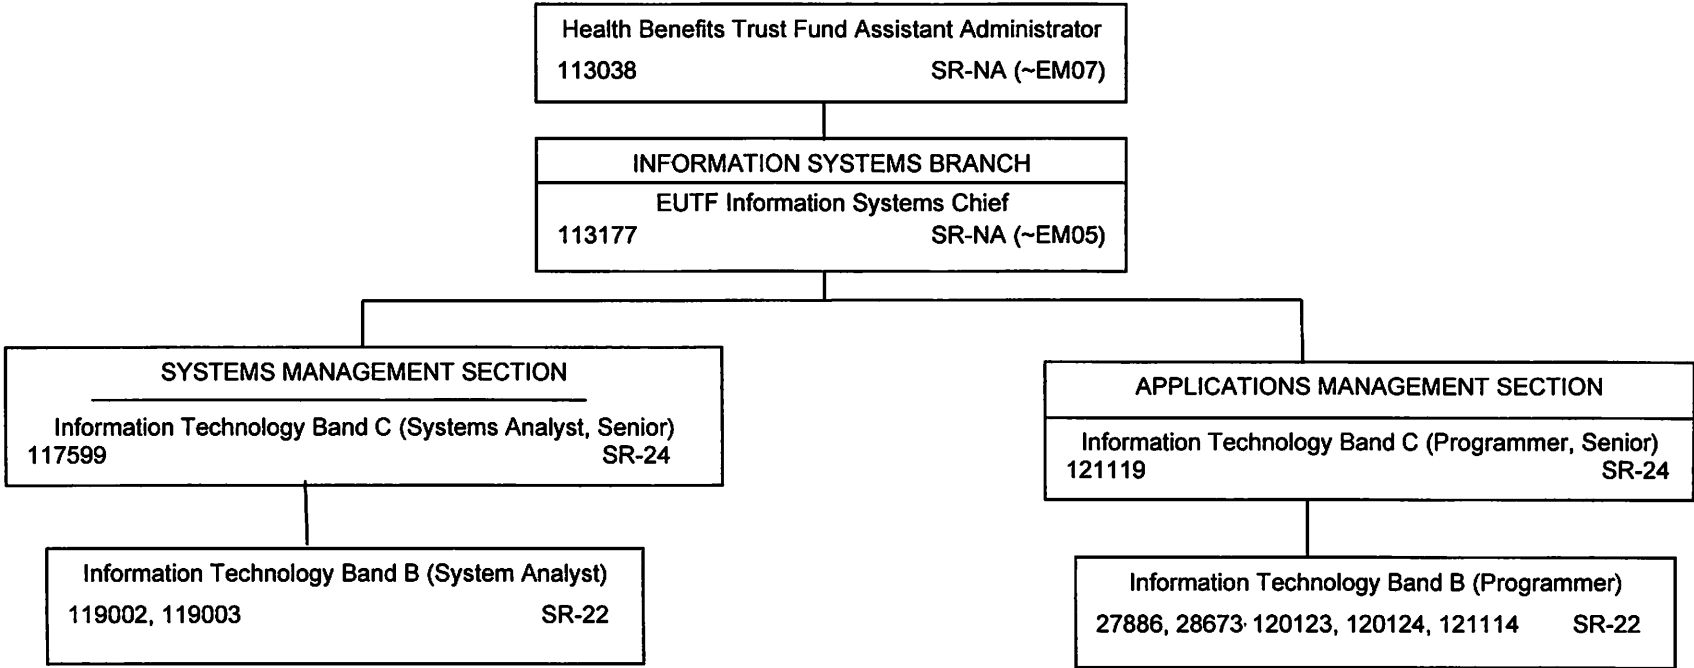 Health Benefits Trust Fund Assistant Administrator
113038 SR-NA (~EM07)
INFORMATION SYSTEMS BRANCH
EUTF Information Systems Chief
113177 SR-NA (~EM05)
SYSTEMS MANAGEMENT SECTION
Information Technology Band C (Systems Analyst, Senior)
117599 SR-24
Information Technology Band B (System Analyst)
119002, 119003 SR-22
APPLICATIONS MANAGEMENT SECTION
Information Technology Band C (Programmer, Senior)
121119 SR-24
Information Technology Band B (Programmer)
27886, 28673, 120123, 120124, 121114 SR-22